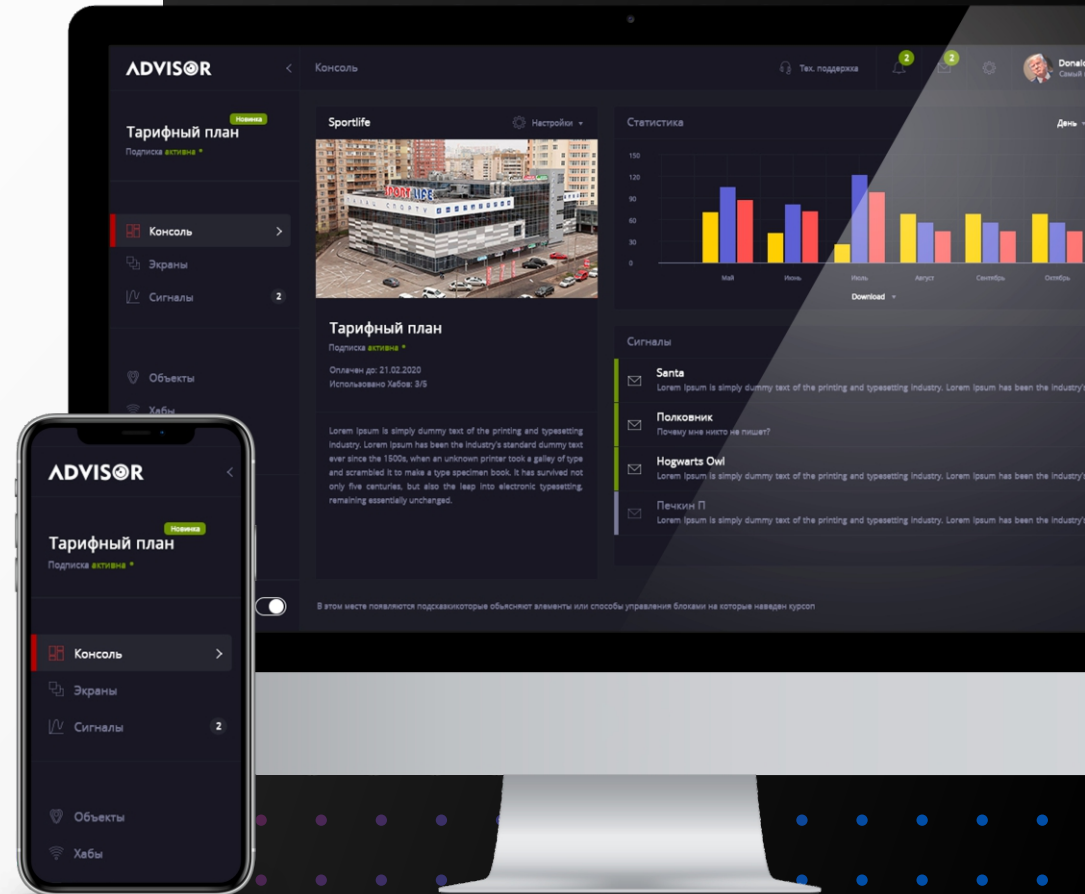 ADVISOR
Консоль
Тех. поддержка
2
2
Donal
Самый
Новинка
Тарифный план
Подписка активна *
Консоль
Экраны
Сигналы 2
Объекты
Хабы
Sportlife
Настройки
SPORT LIFE
Тарифный план
Подписка активна *
Оплачен до: 21.02.2020
Использовано Хабов: 3/5
Lorem Ipsum is simply dummy text of the printing and typesetting
industry. Lorem Ipsum has been the industry's standard dummy text
ever since the 1500s, when an unknown printer took a galley of type
and scrambled it to make a type specimen book. It has survived not
only five centuries, but also the leap into electronic typesetting,
remaining essentially unchanged.
Статистика
День
150
120
90
60
30
0
Май Июнь Июль Август Сентябрь Октябрь
Download
Сигналы
Santa
Lorem Ipsum is simply dummy text of the printing and typesetting industry. Lorem Ipsum has been the industry's
Полковник
Почему мне никто не пишет?
Hogwarts Owl
Lorem Ipsum is simply dummy text of the printing and typesetting industry. Lorem Ipsum has been the industry's
Печкин П
Lorem Ipsum is simply dummy text of the printing and typesetting industry. Lorem Ipsum has been the industry's
В этом месте появляются подсказкикоторые обьясняют элементы или способы управления блоками на которые наведен курсоп
ADVISOR
Новинка
Тарифный план
Подписка активна *
Консоль
Экраны
Сигналы 2
Объекты
Хабы